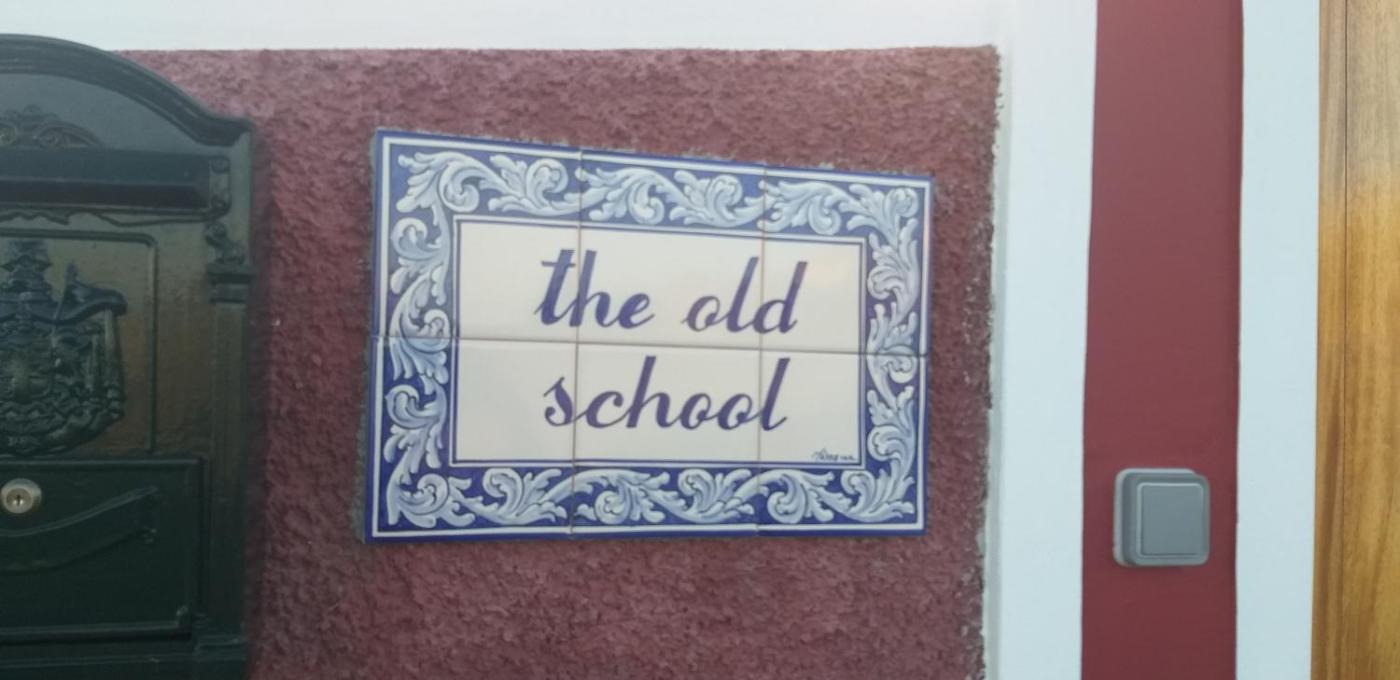 the old
school